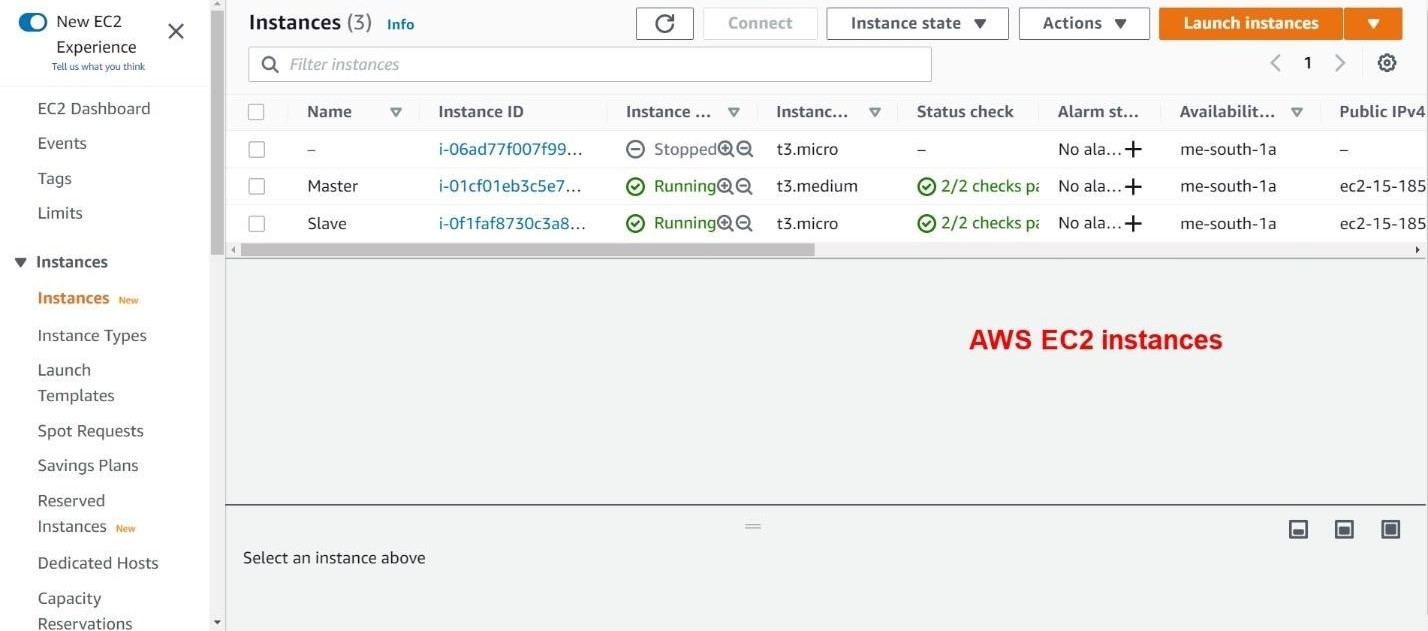 New EC2
Experience
Tell us what you think
EC2 Dashboard
Events
Tags
Limits
Instances
Instances New
Instance Types
Launch
Templates
Spot Requests
Savings Plans
Reserved
Instances New
Dedicated Hosts
Capacity
Reservations
Instances (3) Info
Connect
Instance state
Actions
Launch instances
Filter instances
1
Name Instance ID Instance ... Instanc... Status check Alarm st... Availabilit... Public IPv4
– i-06ad77f007f99... Stopped t3.micro – No ala... me-south-1a –
Master i-01cf01eb3c5e7... Running t3.medium 2/2 checks pa No ala... me-south-1a ec2-15-185
Slave i-0f1faf8730c3a8... Running t3.micro 2/2 checks pa No ala... me-south-1a ec2-15-185
AWS EC2 instances
Select an instance above